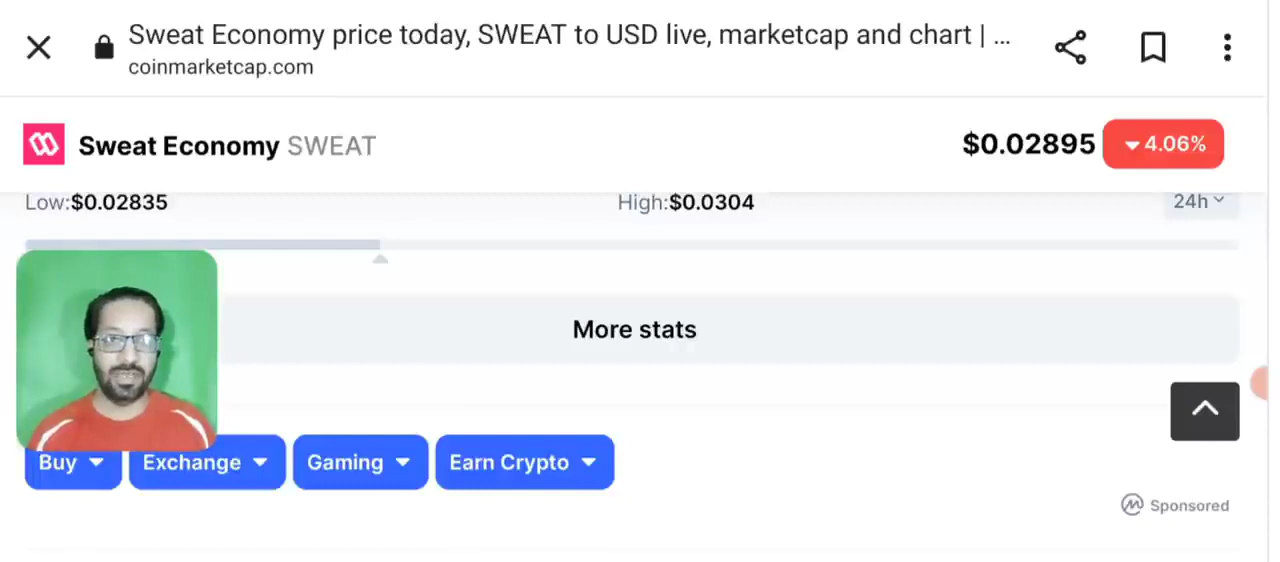 Sweat Economy price today, SWEAT to USD live, marketcap and chart | ...
coinmarketcap.com
Sweat Economy SWEAT
$0.02895 4.06%
Low:$0.02835 High:$0.0304 24h
More stats
Buy Exchange Gaming Earn Crypto
Sponsored